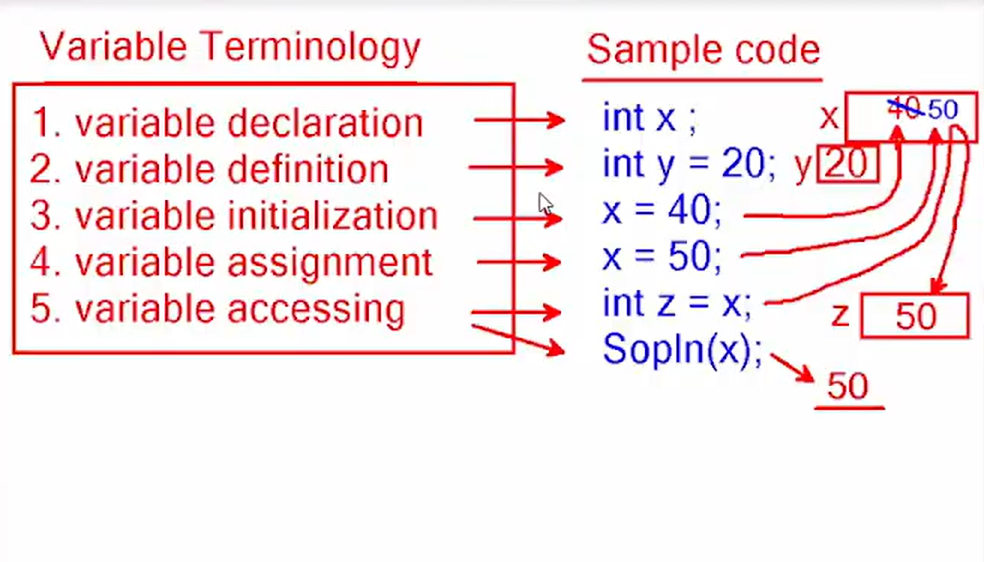 Variable Terminology
1. variable declaration
2. variable definition
3. variable initialization
4. variable assignment
5. variable accessing
Sample code
int x ;
int y = 20;
x = 40;
x = 50;
int z = x;
Sopln(x);
x 40 50
y 20
z 50
50